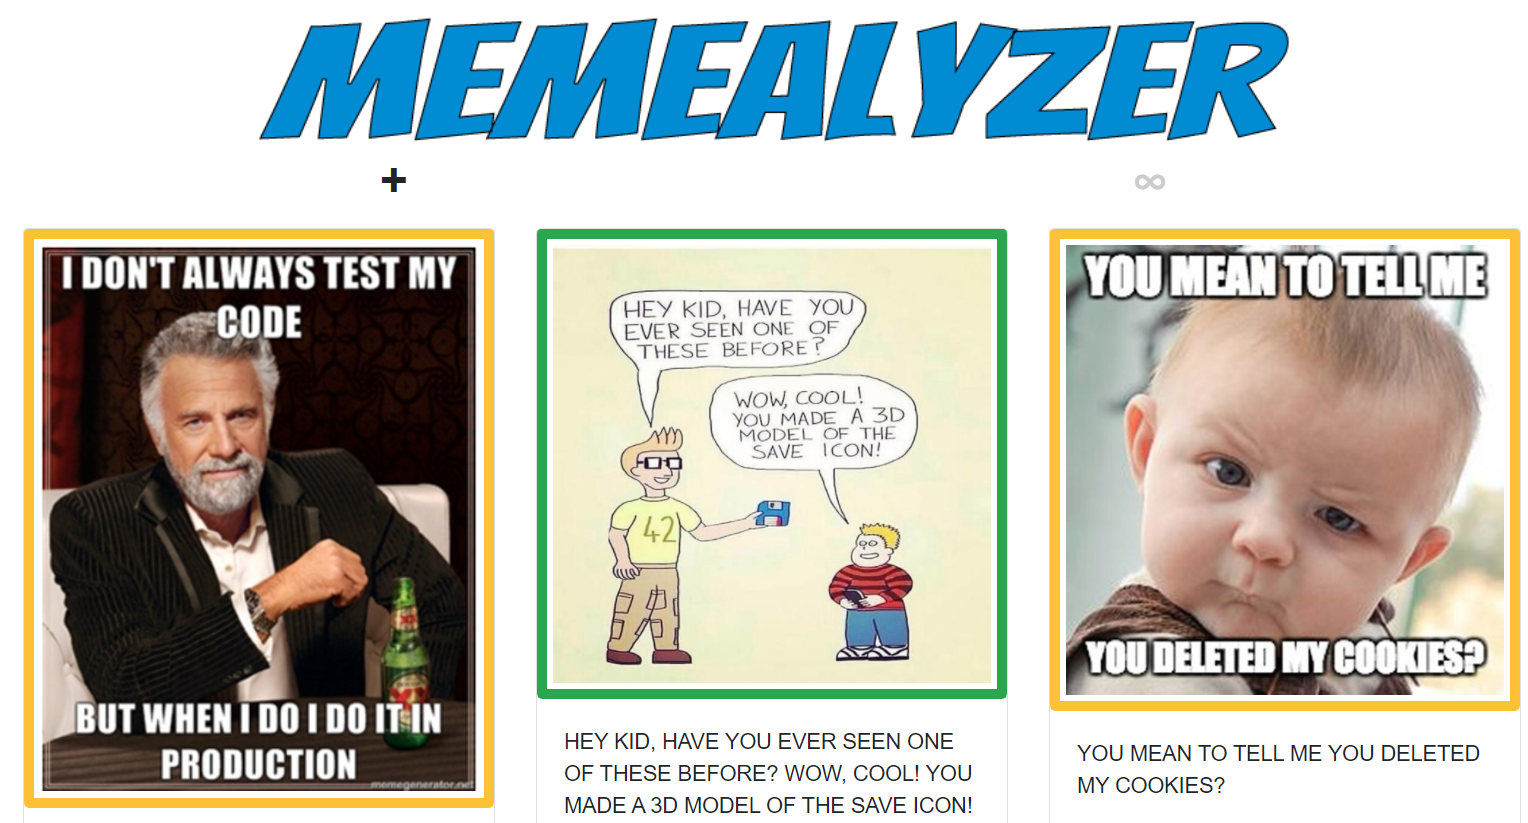 MEMEALYZER
+
∞
I DON'T ALWAYS TEST MY
CODE
BUT WHEN I DO I DO IT IN
PRODUCTION
memegenerator.net
HEY KID, HAVE YOU
EVER SEEN ONE OF
THESE BEFORE?
WOW, COOL!
YOU MADE A 3D
MODEL OF THE
SAVE ICON!
42
HEY KID, HAVE YOU EVER SEEN ONE
OF THESE BEFORE? WOW, COOL! YOU
MADE A 3D MODEL OF THE SAVE ICON!
YOU MEAN TO TELL ME
YOU DELETED MY COOKIES?
YOU MEAN TO TELL ME YOU DELETED
MY COOKIES?